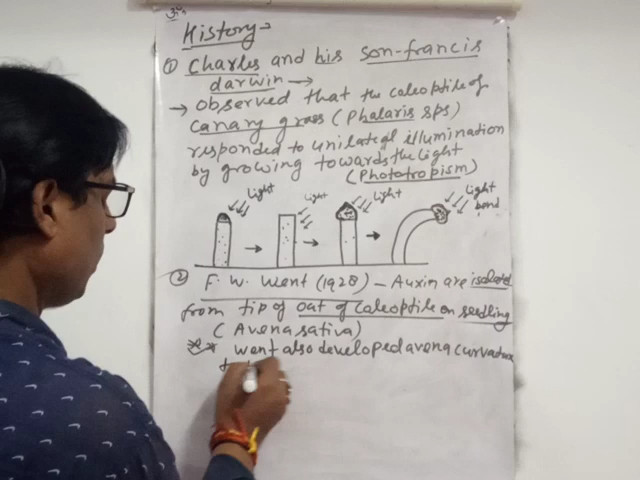 ॐ
History→
① Charles and his son-francis
darwin →
→ observed that the coleoptile of
canary grass (Phalaris sps)
responded to unilateral illumination
by growing towards the light
(Phototropism)
light light light light
bend
② F. W. Went (1928) - Auxin are isolated
from tip of oat of coleoptile on seedling
(Avena sativa)
Went also developed avena curvature